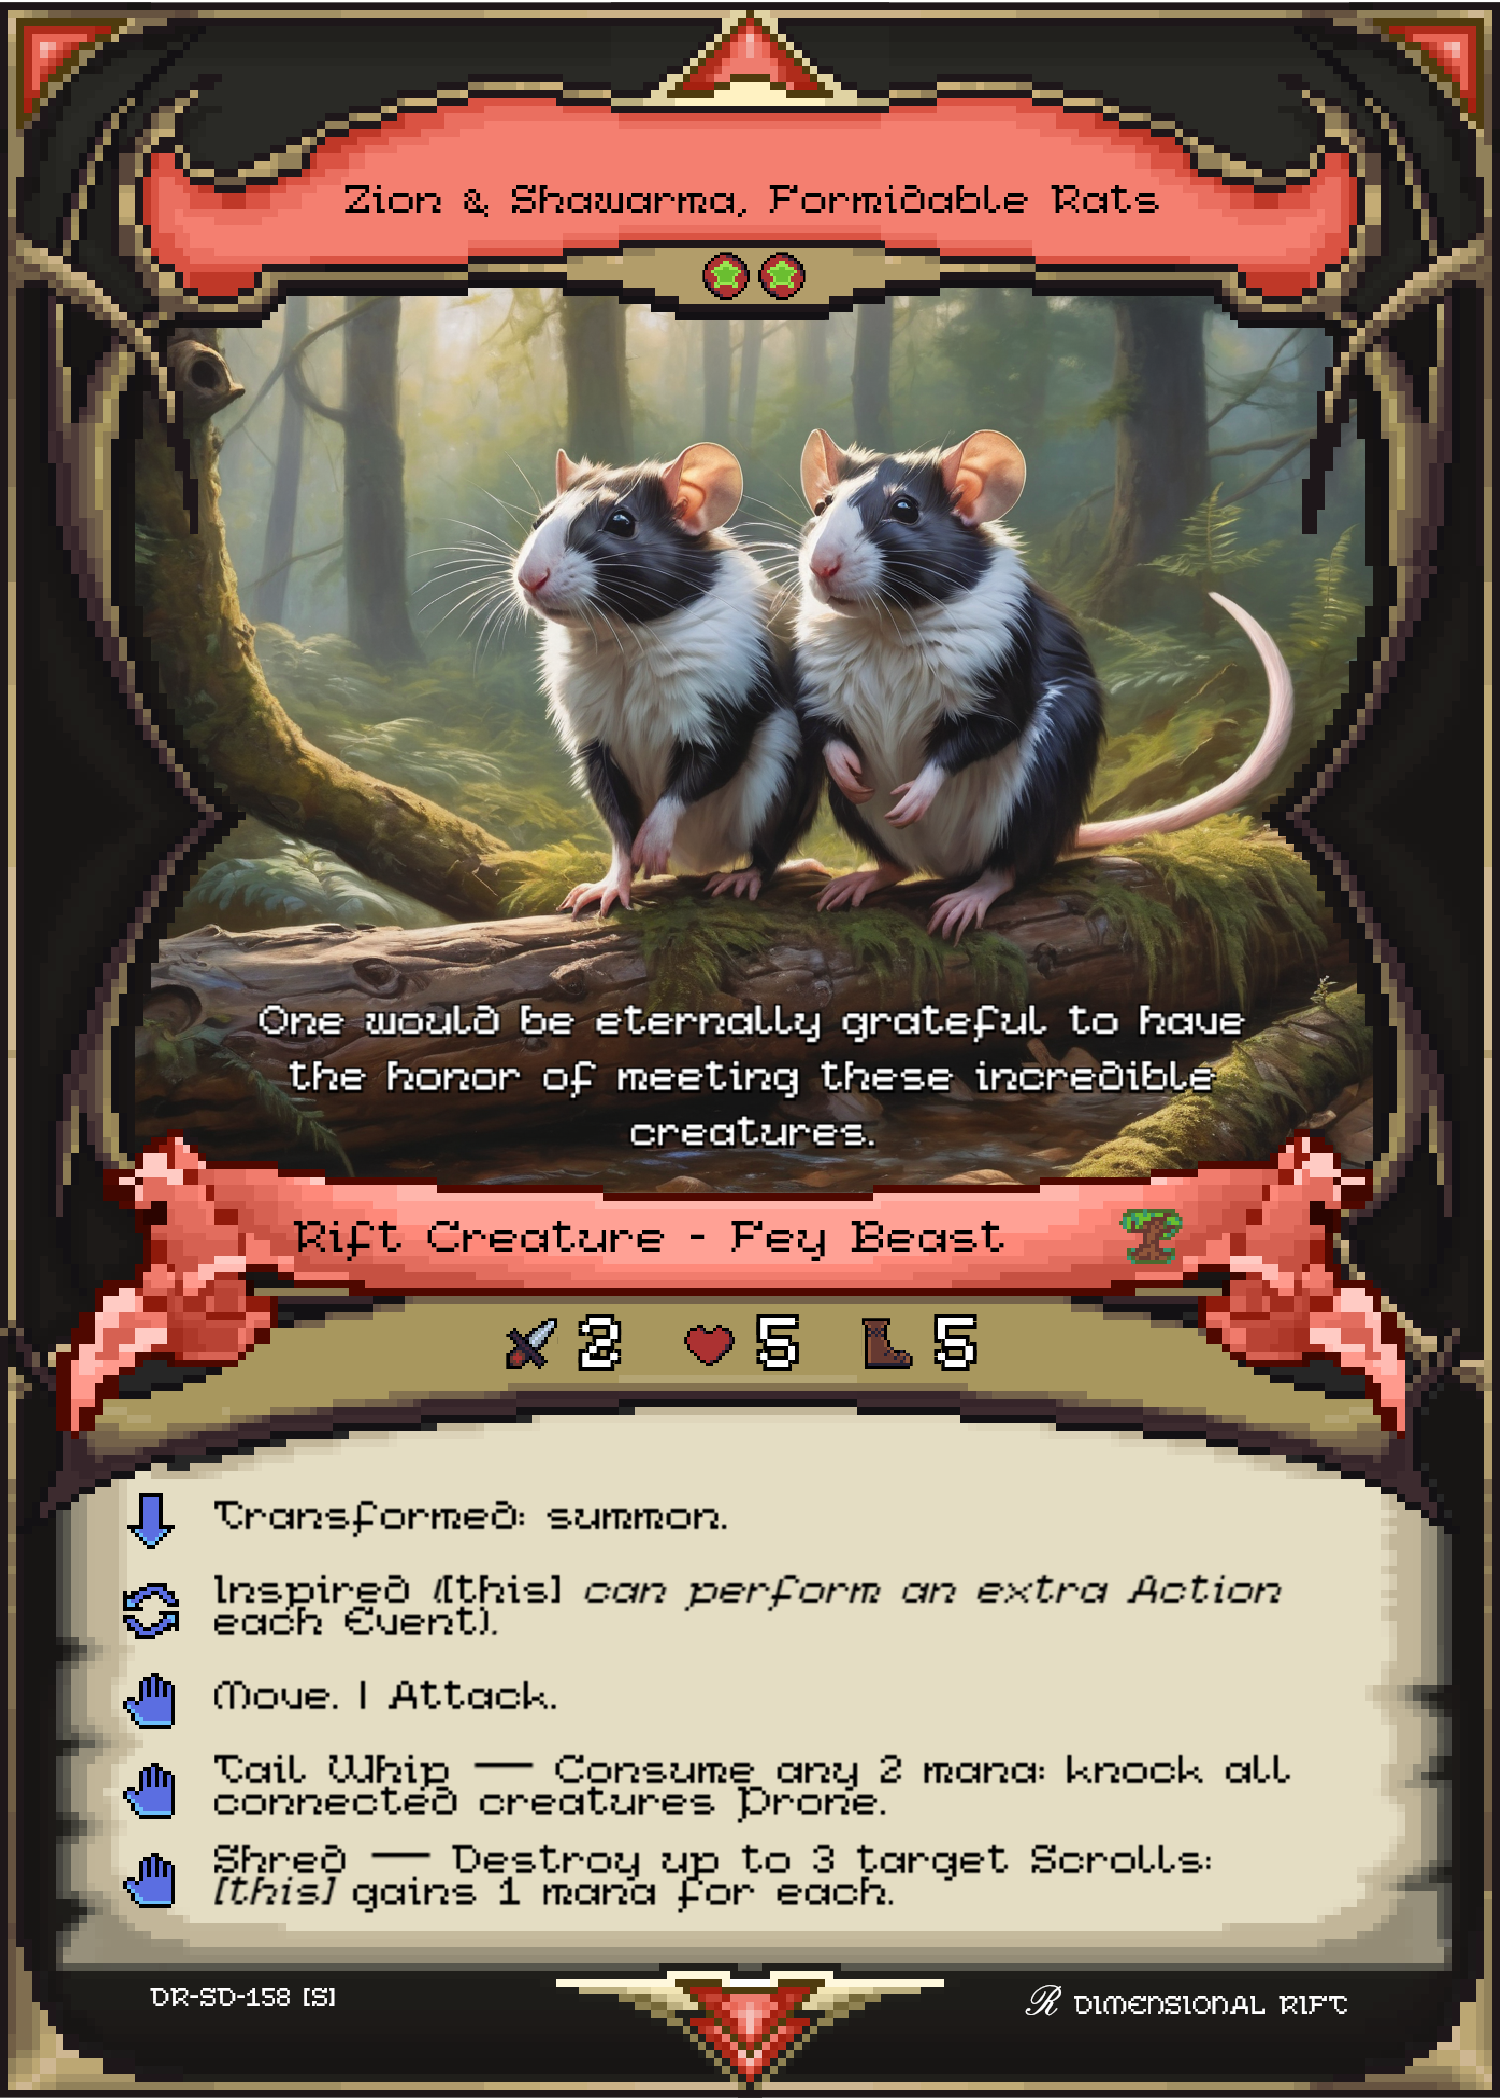 Zion & Shawarma, Formidable Rats
One would be eternally grateful to have
the honor of meeting these incredible
creatures.
Rift Creature - Fey Beast
2 5 5
Transformed: summon.
Inspired ([this] can perform an extra Action
each Event).
Move. | Attack.
Tail Whip — Consume any 2 mana: knock all
connected creatures Prone.
Shred — Destroy up to 3 target Scrolls:
[this] gains 1 mana for each.
DR-SD-158 [S]
R DIMENSIONAL RIFT